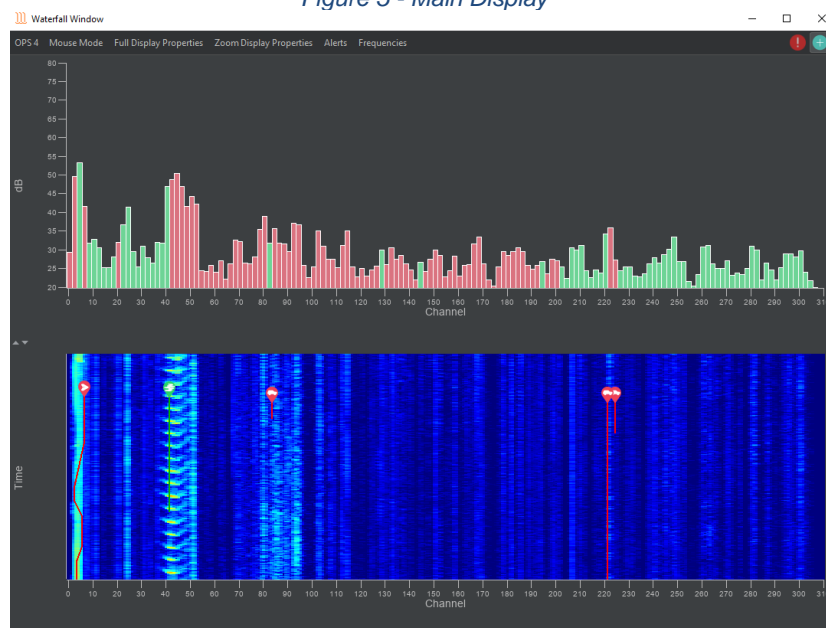 Figure 5 - Main Display
Waterfall Window
OPS 4 Mouse Mode Full Display Properties Zoom Display Properties Alerts Frequencies
80
75
70
65
60
55
50
dB
45
40
35
30
25
20
0 10 20 30 40 50 60 70 80 90 100 110 120 130 140 150 160 170 180 190 200 210 220 230 240 250 260 270 280 290 300 310
Channel
Time
0 10 20 30 40 50 60 70 80 90 100 110 120 130 140 150 160 170 180 190 200 210 220 230 240 250 260 270 280 290 300
Channel